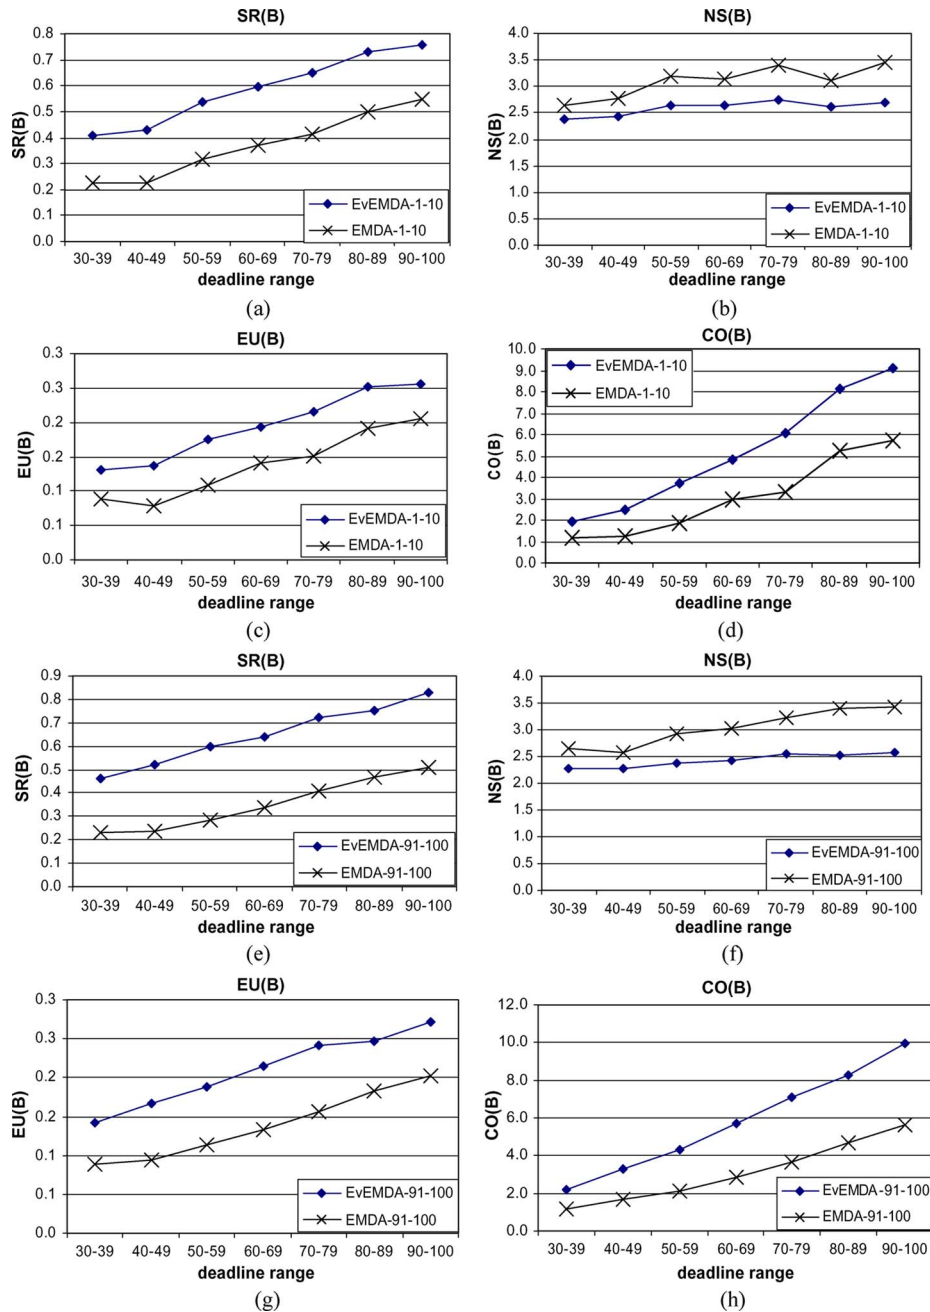 SR(B)
0.8
0.7
0.6
0.5
0.4
0.3
0.2
0.1
0.0
SR(B)
EvEMDA-1-10
EMDA-1-10
30-39 40-49 50-59 60-69 70-79 80-89 90-100
deadline range
(a)
NS(B)
4.0
3.5
3.0
2.5
2.0
1.5
1.0
0.5
0.0
NS(B)
EvEMDA-1-10
EMDA-1-10
30-39 40-49 50-59 60-69 70-79 80-89 90-100
deadline range
(b)
EU(B)
0.3
0.3
0.2
0.2
0.1
0.1
0.0
EU(B)
EvEMDA-1-10
EMDA-1-10
30-39 40-49 50-59 60-69 70-79 80-89 90-100
deadline range
(c)
CO(B)
10.0
9.0
8.0
7.0
6.0
5.0
4.0
3.0
2.0
1.0
0.0
CO(B)
EvEMDA-1-10
EMDA-1-10
30-39 40-49 50-59 60-69 70-79 80-89 90-100
deadline range
(d)
SR(B)
0.9
0.8
0.7
0.6
0.5
0.4
0.3
0.2
0.1
0.0
SR(B)
EvEMDA-91-100
EMDA-91-100
30-39 40-49 50-59 60-69 70-79 80-89 90-100
deadline range
(e)
NS(B)
4.0
3.5
3.0
2.5
2.0
1.5
1.0
0.5
0.0
NS(B)
EvEMDA-91-100
EMDA-91-100
30-39 40-49 50-59 60-69 70-79 80-89 90-100
deadline range
(f)
EU(B)
0.3
0.3
0.2
0.2
0.1
0.1
0.0
EU(B)
EvEMDA-91-100
EMDA-91-100
30-39 40-49 50-59 60-69 70-79 80-89 90-100
deadline range
(g)
CO(B)
12.0
10.0
8.0
6.0
4.0
2.0
0.0
CO(B)
EvEMDA-91-100
EMDA-91-100
30-39 40-49 50-59 60-69 70-79 80-89 90-100
deadline range
(h)